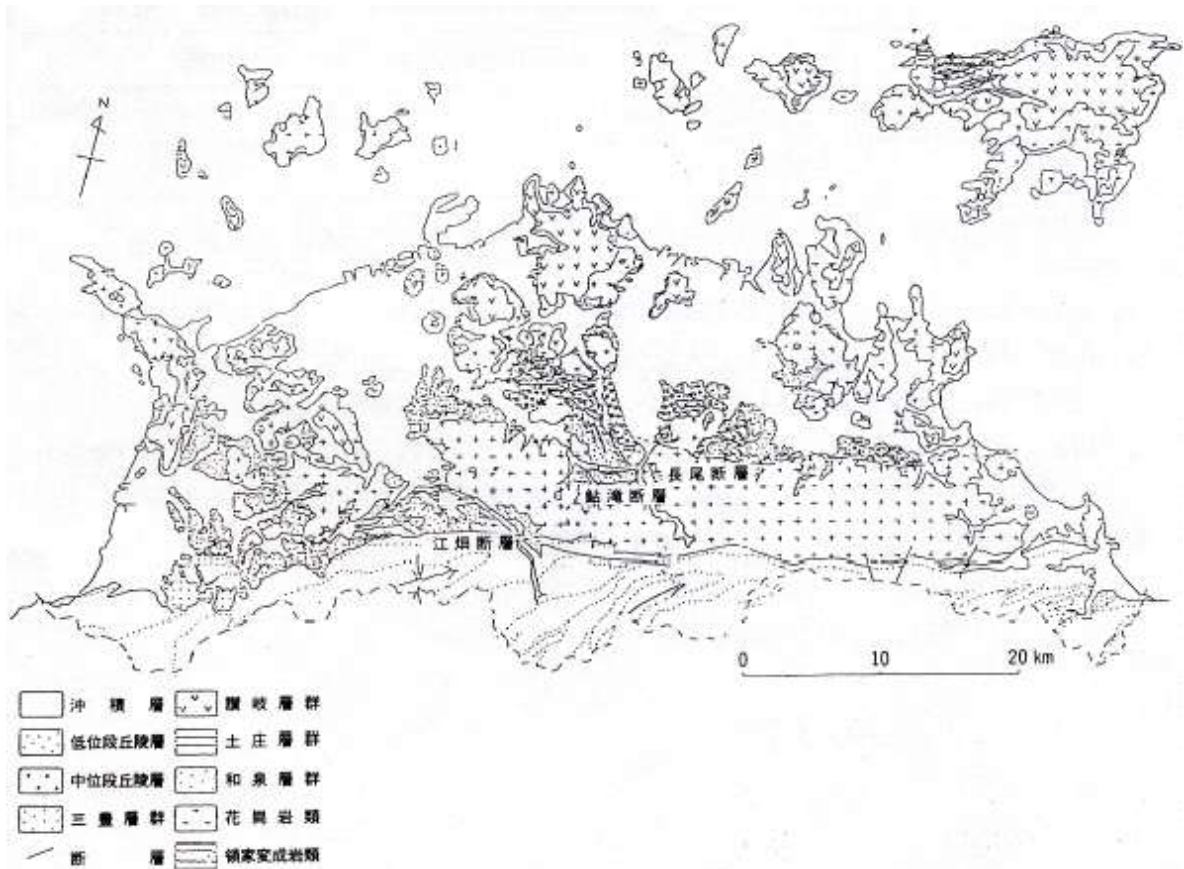 N
長尾断層
鮎滝断層
江畑断層
0 10 20 km
沖積層 讃岐層群
低位段丘陵層 土庄層群
中位段丘陵層 和泉層群
三豊層群 花崗岩類
断層 領家変成岩類